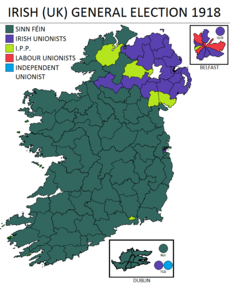 IRISH (UK) GENERAL ELECTION 1918
SINN FÉIN
IRISH UNIONISTS
I.P.P.
LABOUR UNIONISTS
INDEPENDENT
UNIONIST
BELFAST
DUBLIN